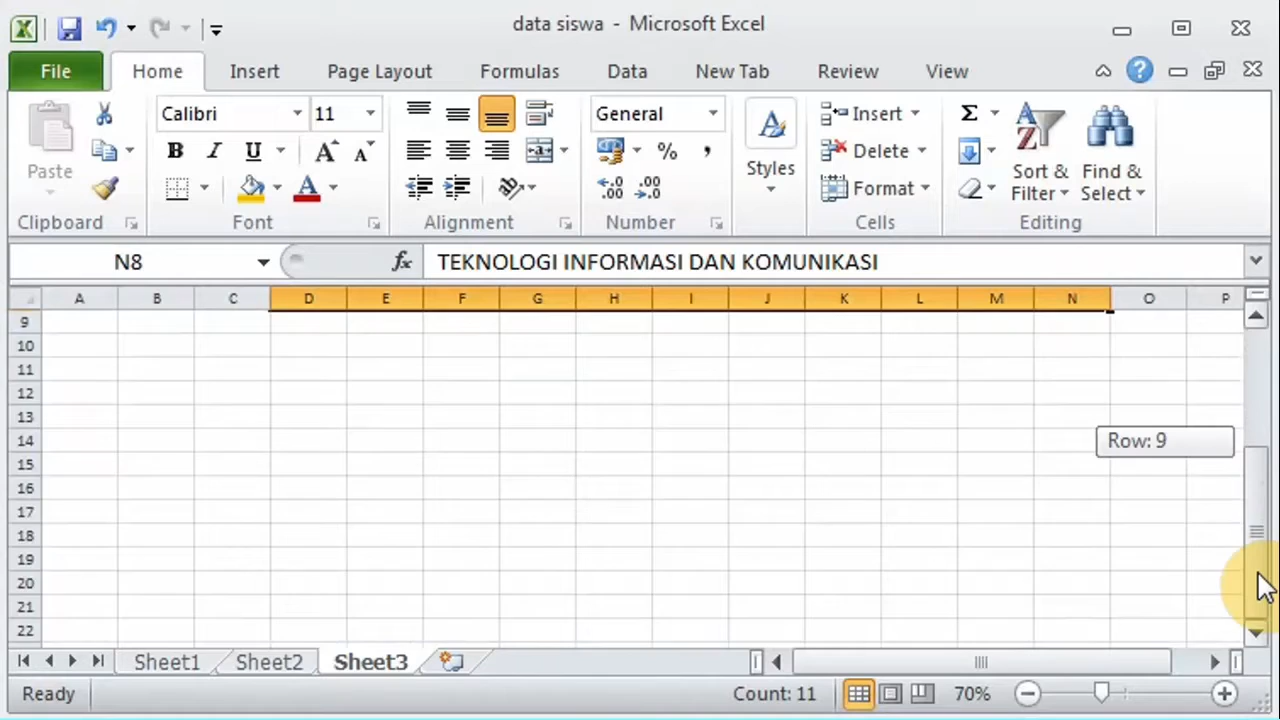 data siswa - Microsoft Excel
File Home Insert Page Layout Formulas Data New Tab Review View
Calibri 11 General Insert Σ
B I U A A % , Delete
Paste Styles Sort & Filter Find & Select
A Format
Clipboard Font Alignment Number Cells Editing
N8 fx TEKNOLOGI INFORMASI DAN KOMUNIKASI
A B C D E F G H I J K L M N O P
9
10
11
12
13
14 Row: 9
15
16
17
18
19
20
21
22
Sheet1 Sheet2 Sheet3
Ready Count: 11 70%